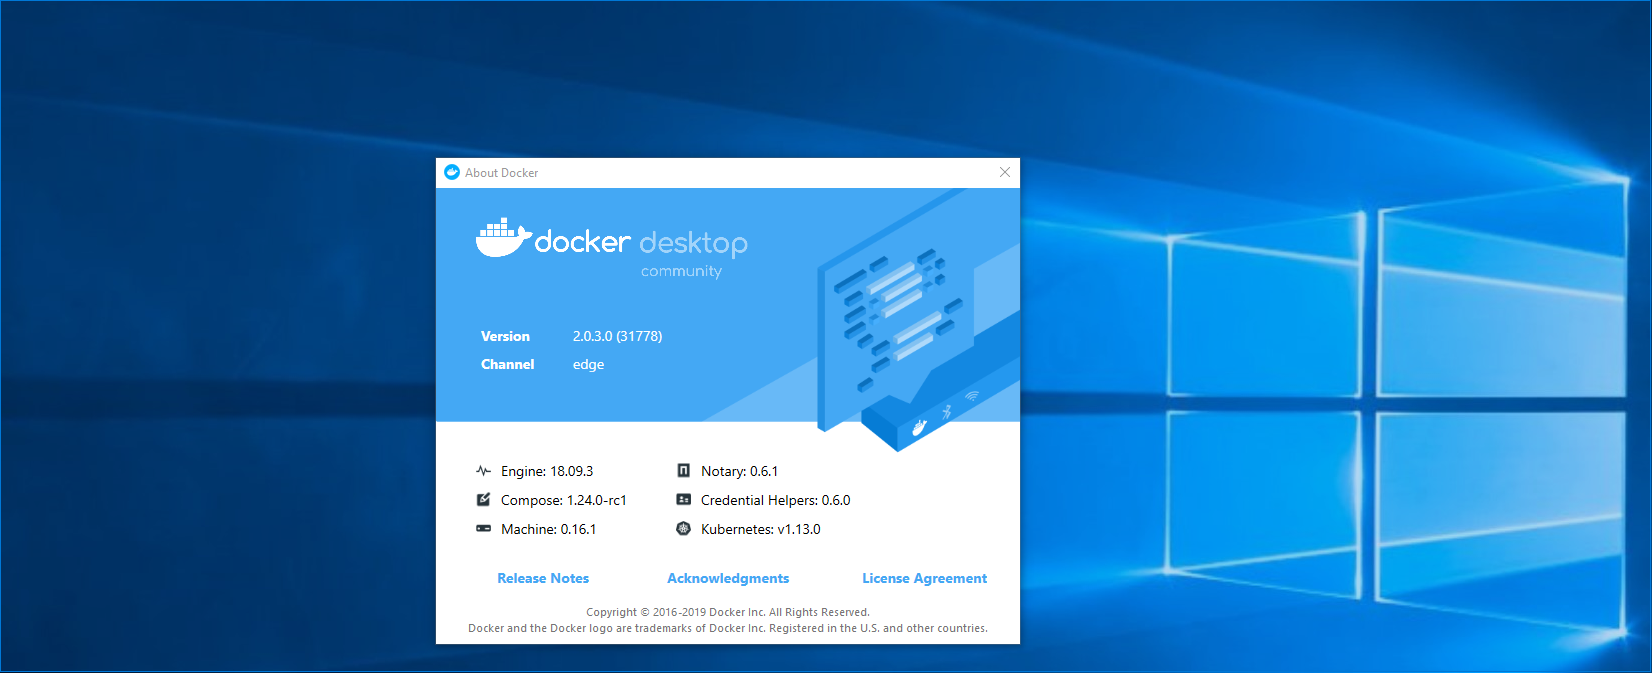 About Docker
docker desktop
community
Version 2.0.3.0 (31778)
Channel edge
Engine: 18.09.3 Notary: 0.6.1
Compose: 1.24.0-rc1 Credential Helpers: 0.6.0
Machine: 0.16.1 Kubernetes: v1.13.0
Release Notes Acknowledgments License Agreement
Copyright © 2016-2019 Docker Inc. All Rights Reserved.
Docker and the Docker logo are trademarks of Docker Inc. Registered in the U.S. and other countries.